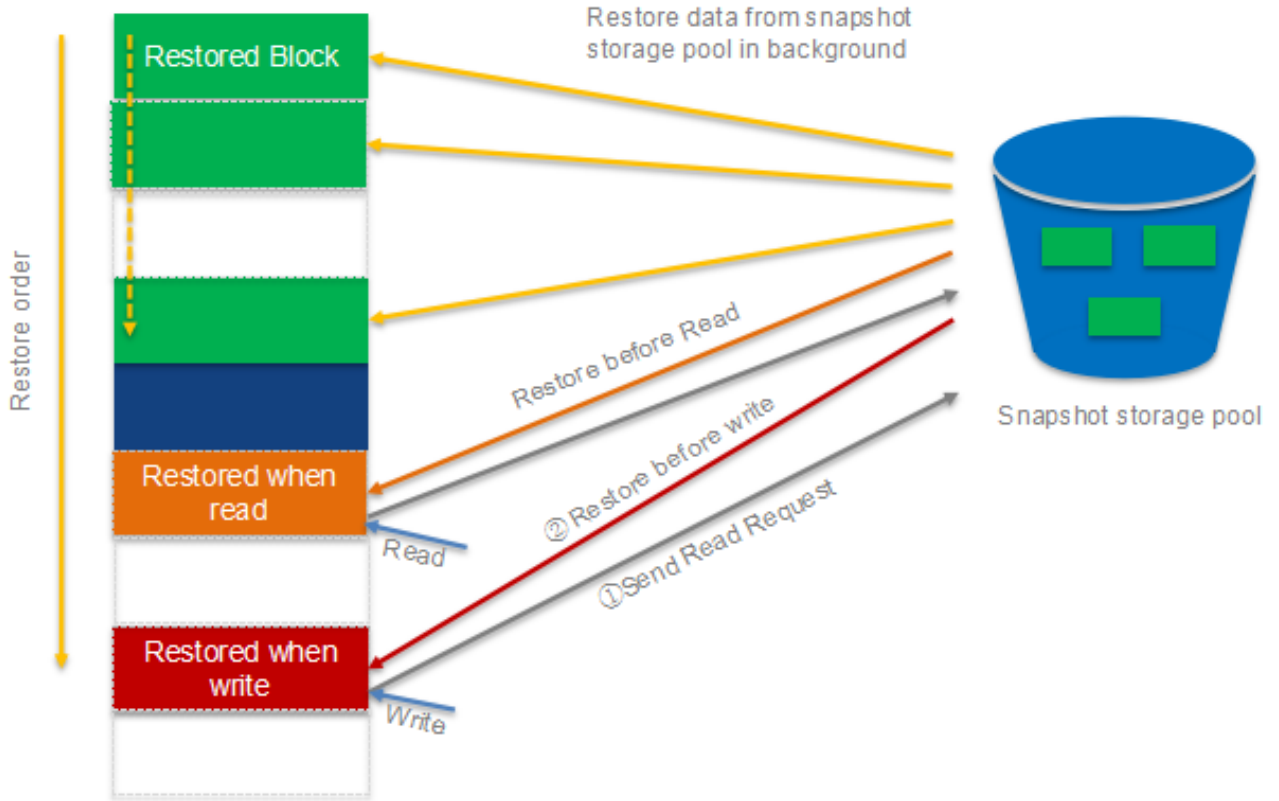 Restore data from snapshot
storage pool in background
Restored Block
Restore order
Restore before Read
Snapshot storage pool
② Restore before write
Restored when
read
Read
①Send Read Request
Restored when
write
Write